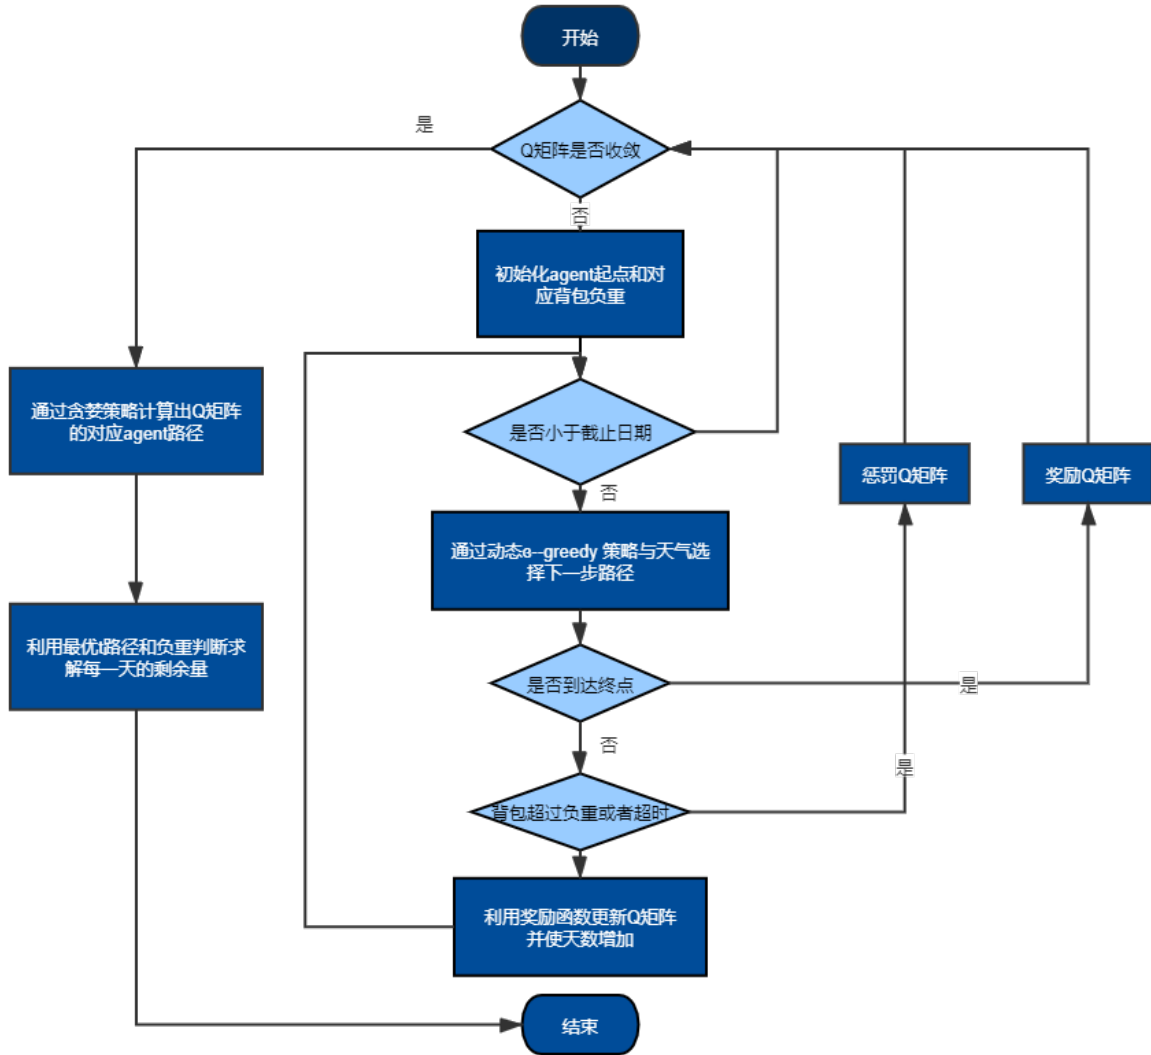 开始
是
Q矩阵是否收敛
否
初始化agent起点和对
应背包负重
通过贪婪策略计算出Q矩阵
的对应agent路径
是否小于截止日期
惩罚Q矩阵
奖励Q矩阵
否
通过动态ε--greedy 策略与天气选
择下一步路径
利用最优t路径和负重判断求
解每一天的剩余量
是否到达终点
是
否
是
背包超过负重或者超时
利用奖励函数更新Q矩阵
并使天数增加
结束